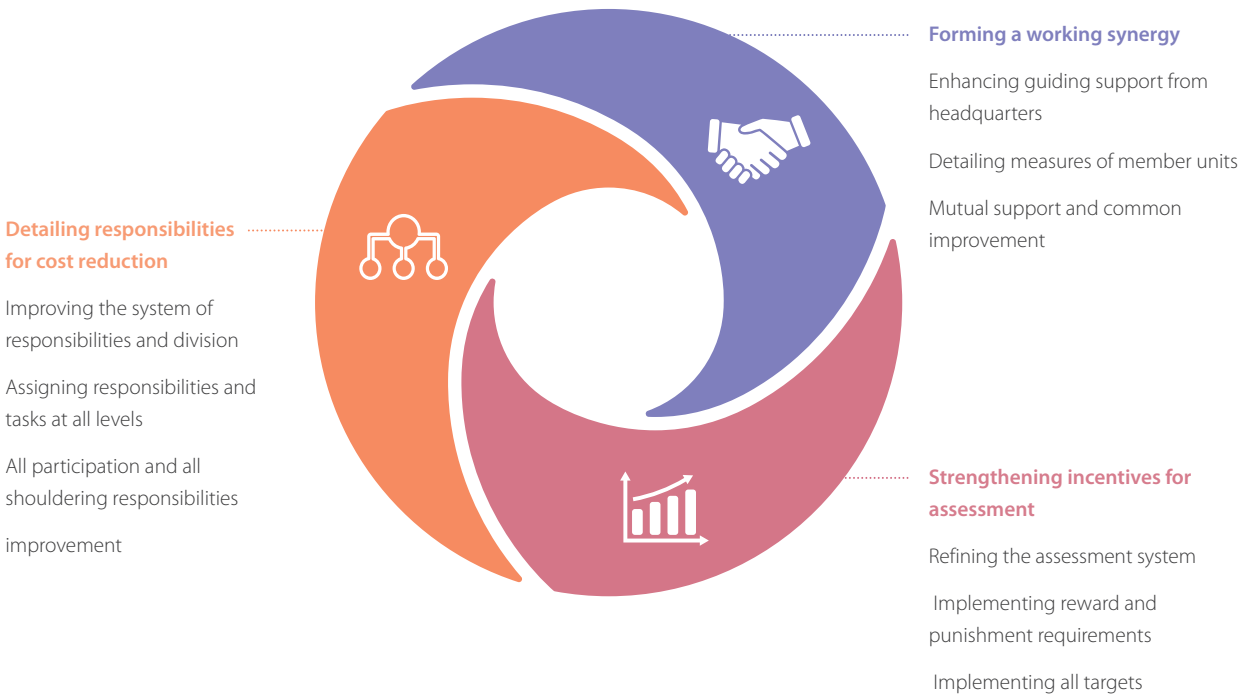 Forming a working synergy
Enhancing guiding support from
headquarters
Detailing measures of member units
Mutual support and common
improvement
Detailing responsibilities
for cost reduction
Improving the system of
responsibilities and division
Assigning responsibilities and
tasks at all levels
All participation and all
shouldering responsibilities
improvement
Strengthening incentives for
assessment
Refining the assessment system
Implementing reward and
punishment requirements
Implementing all targets